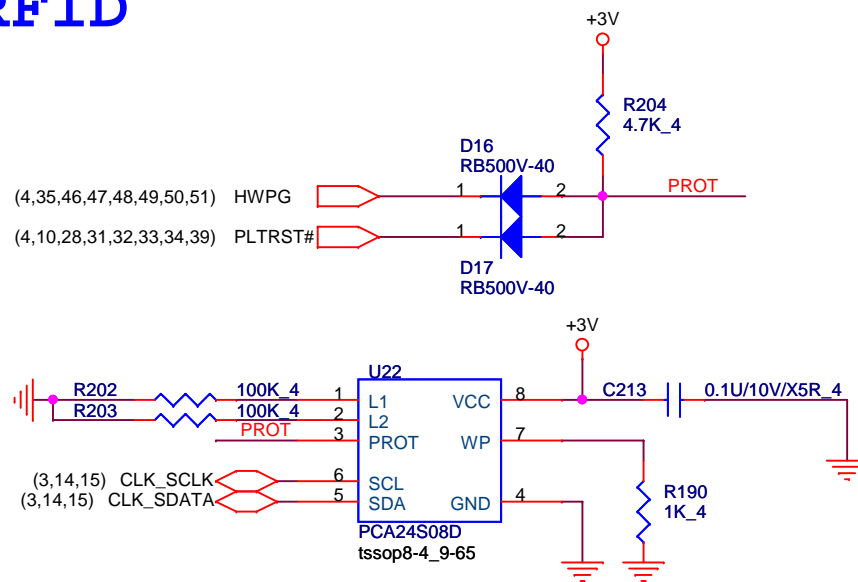 RFID
+3V
R204
4.7K_4
D16
RB500V-40
(4,35,46,47,48,49,50,51) HWPG 1 2 PROT
(4,10,28,31,32,33,34,39) PLTRST# 1 2
D17
RB500V-40
+3V
U22
R202 100K_4 1 L1 VCC 8 C213 0.1U/10V/X5R_4
R203 100K_4 2 L2
PROT 3 PROT WP 7
(3,14,15) CLK_SCLK 6 SCL
(3,14,15) CLK_SDATA 5 SDA GND 4
R190
1K_4
PCA24S08D
tssop8-4_9-65